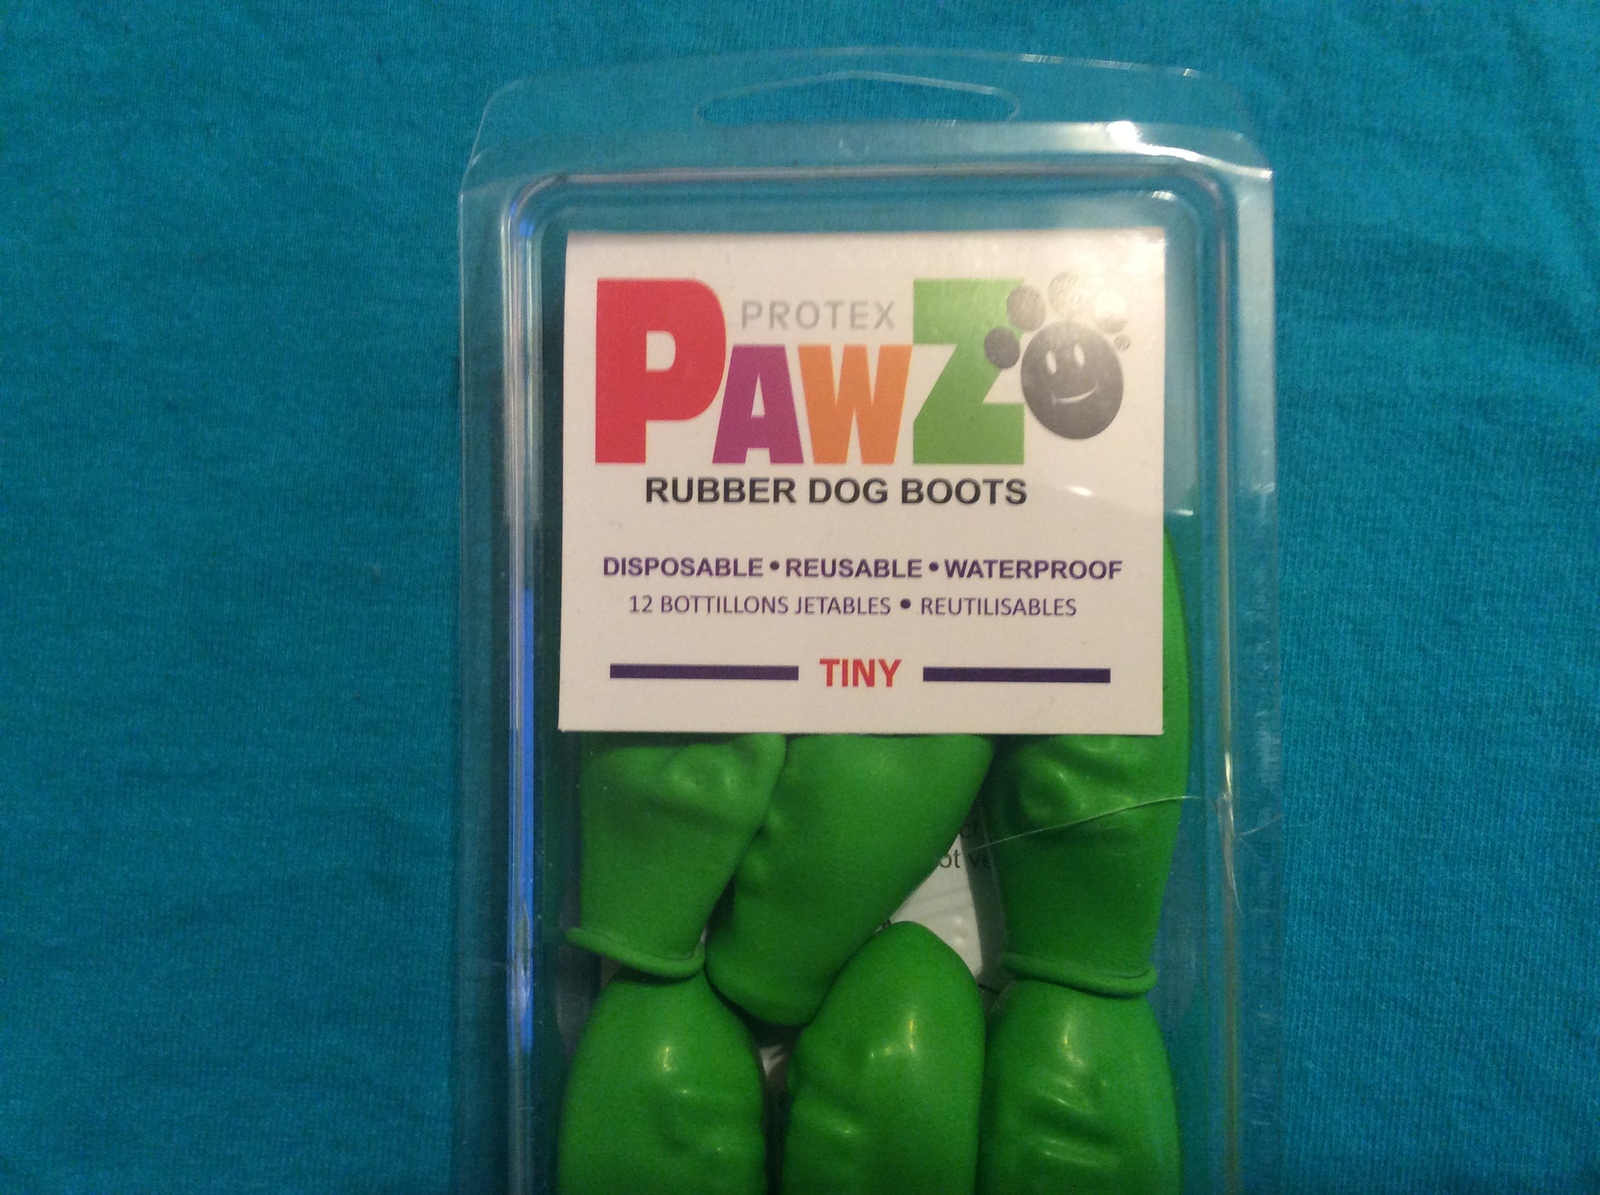 PROTEX
PAWZ
®
RUBBER DOG BOOTS
DISPOSABLE • REUSABLE • WATERPROOF
12 BOTTILLONS JETABLES • REUTILISABLES
TINY